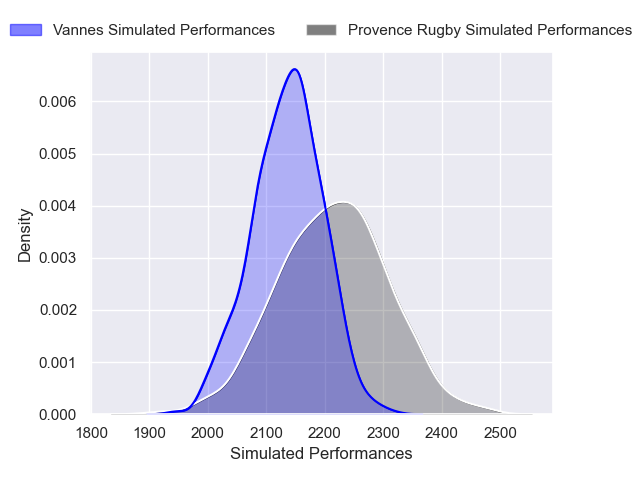 Vannes Simulated Performances
Provence Rugby Simulated Performances
0.006
0.005
0.004
0.003
0.002
0.001
0.000
Density
1800 1900 2000 2100 2200 2300 2400 2500
Simulated Performances